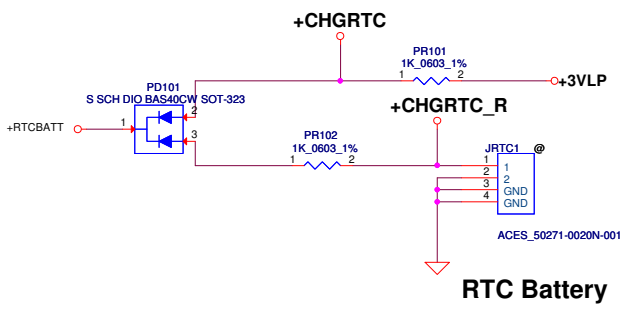 +CHGRTC
PR101
1K_0603_1%
1 2
+3VLP
PD101
S SCH DIO BAS40CW SOT-323
+CHGRTC_R
2
+RTCBATT
1
3
PR102
1K_0603_1%
1 2
JRTC1 @
1 1
2 2
3 GND
4 GND
ACES_50271-0020N-001
RTC Battery